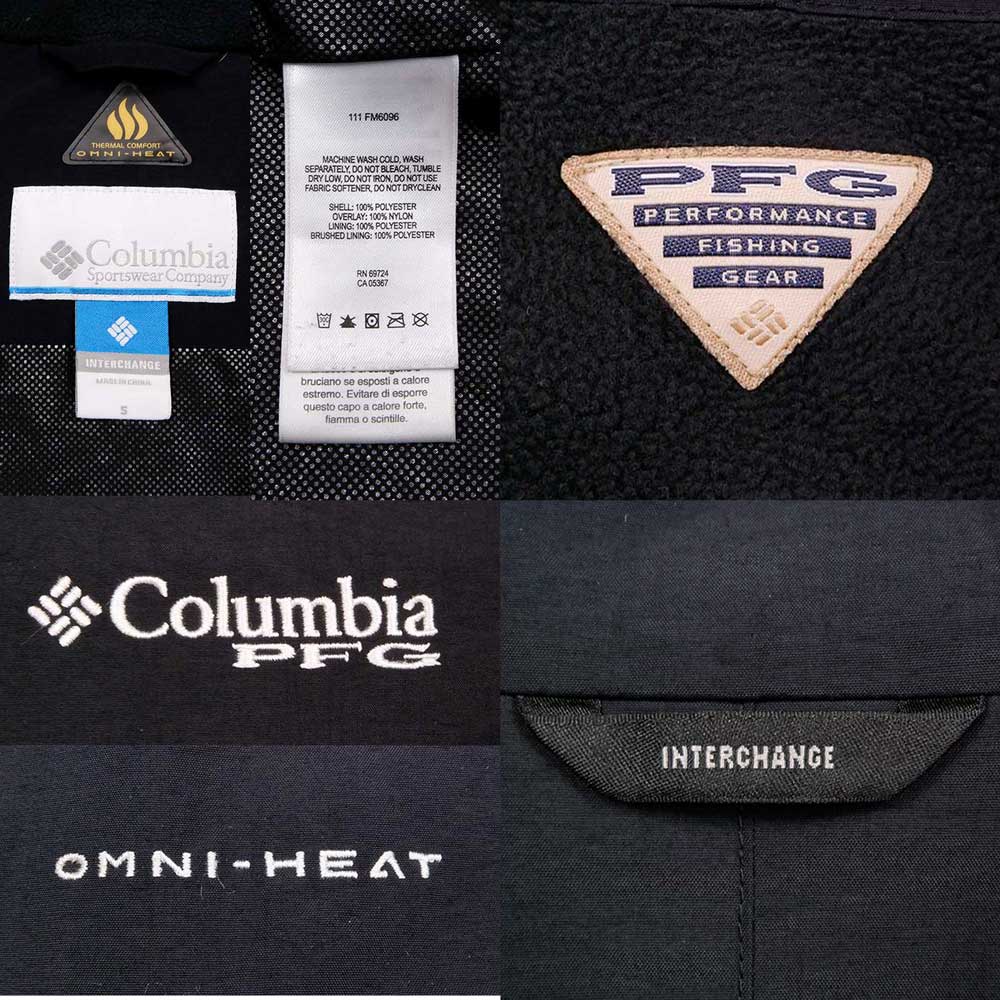 THERMAL COMFORT
OMNI-HEAT
Columbia
Sportswear Company
INTERCHANGE
MADE IN CHINA
S
111 FM6096
MACHINE WASH COLD, WASH
SEPARATELY, DO NOT BLEACH, TUMBLE
DRY LOW, DO NOT IRON, DO NOT USE
FABRIC SOFTENER, DO NOT DRYCLEAN
SHELL: 100% POLYESTER
OVERLAY: 100% NYLON
LINING: 100% POLYESTER
BRUSHED LINING: 100% POLYESTER
RN 69724
CA 05367
bruciano se esposti a calore
estremo. Evitare di esporre
questo capo a calore forte,
fiamma o scintille.
PFG
PERFORMANCE
FISHING
GEAR
Columbia
PFG
OMNI-HEAT
INTERCHANGE